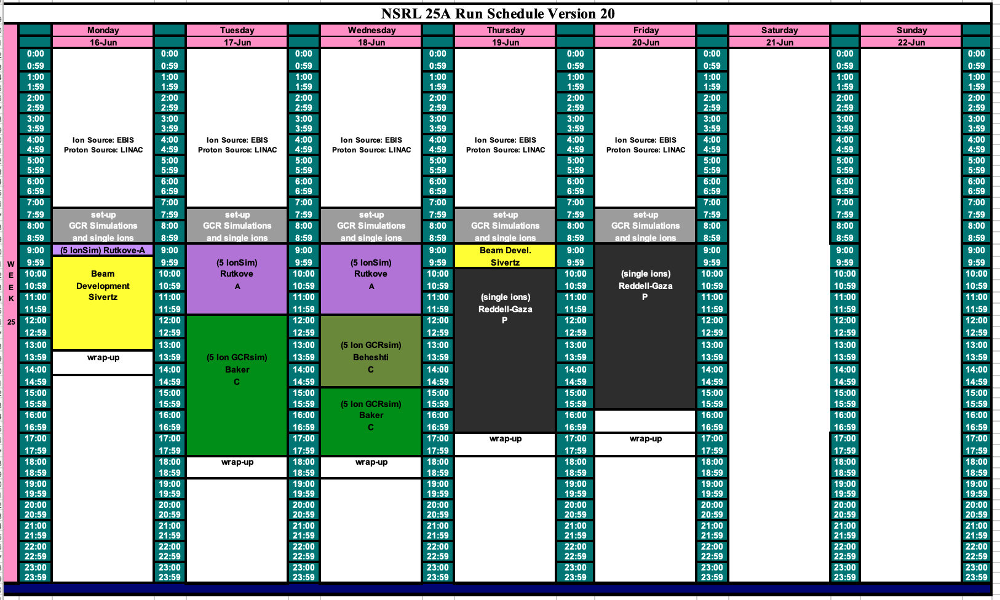 NSRL 25A Run Schedule Version 20
Monday Tuesday Wednesday Thursday Friday Saturday Sunday
16-Jun 17-Jun 18-Jun 19-Jun 20-Jun 21-Jun 22-Jun
0:00 0:00 0:00 0:00 0:00 0:00 0:00 0:00
0:59 0:59 0:59 0:59 0:59 0:59 0:59 0:59
1:00 1:00 1:00 1:00 1:00 1:00 1:00 1:00
1:59 1:59 1:59 1:59 1:59 1:59 1:59 1:59
2:00 2:00 2:00 2:00 2:00 2:00 2:00 2:00
2:59 2:59 2:59 2:59 2:59 2:59 2:59 2:59
3:00 3:00 3:00 3:00 3:00 3:00 3:00 3:00
3:59 3:59 3:59 3:59 3:59 3:59 3:59 3:59
4:00 Ion Source: EBIS 4:00 Ion Source: EBIS 4:00 Ion Source: EBIS 4:00 Ion Source: EBIS 4:00 Ion Source: EBIS 4:00 4:00 4:00
4:59 Proton Source: LINAC 4:59 Proton Source: LINAC 4:59 Proton Source: LINAC 4:59 Proton Source: LINAC 4:59 Proton Source: LINAC 4:59 4:59 4:59
5:00 5:00 5:00 5:00 5:00 5:00 5:00 5:00
5:59 5:59 5:59 5:59 5:59 5:59 5:59 5:59
6:00 6:00 6:00 6:00 6:00 6:00 6:00 6:00
6:59 6:59 6:59 6:59 6:59 6:59 6:59 6:59
7:00 7:00 7:00 7:00 7:00 7:00 7:00 7:00
7:59 set-up 7:59 set-up 7:59 set-up 7:59 set-up 7:59 set-up 7:59 7:59 7:59
8:00 GCR Simulations 8:00 GCR Simulations 8:00 GCR Simulations 8:00 GCR Simulations 8:00 GCR Simulations 8:00 8:00 8:00
8:59 and single ions 8:59 and single ions 8:59 and single ions 8:59 and single ions 8:59 and single ions 8:59 8:59 8:59
9:00 (5 IonSim) Rutkove-A 9:00 9:00 9:00 Beam Devel. 9:00 9:00 9:00 9:00
W 9:59 9:59 (5 IonSim) 9:59 (5 IonSim) 9:59 Sivertz 9:59 9:59 9:59 9:59
E 10:00 Beam 10:00 Rutkove 10:00 Rutkove 10:00 10:00 (single ions) 10:00 10:00 10:00
E 10:59 Development 10:59 A 10:59 A 10:59 10:59 Reddell-Gaza 10:59 10:59 10:59
K 11:00 Sivertz 11:00 11:00 11:00 (single ions) 11:00 P 11:00 11:00 11:00
11:59 11:59 11:59 11:59 Reddell-Gaza 11:59 11:59 11:59 11:59
25 12:00 12:00 12:00 12:00 P 12:00 12:00 12:00 12:00
12:59 12:59 12:59 12:59 12:59 12:59 12:59 12:59
13:00 13:00 13:00 (5 Ion GCRsim) 13:00 13:00 13:00 13:00 13:00
13:59 wrap-up 13:59 (5 Ion GCRsim) 13:59 Beheshti 13:59 13:59 13:59 13:59 13:59
14:00 14:00 Baker 14:00 C 14:00 14:00 14:00 14:00 14:00
14:59 14:59 C 14:59 14:59 14:59 14:59 14:59 14:59
15:00 15:00 15:00 15:00 15:00 15:00 15:00 15:00
15:59 15:59 15:59 (5 Ion GCRsim) 15:59 15:59 15:59 15:59 15:59
16:00 16:00 16:00 Baker 16:00 16:00 16:00 16:00 16:00
16:59 16:59 16:59 C 16:59 16:59 16:59 16:59 16:59
17:00 17:00 17:00 17:00 wrap-up 17:00 wrap-up 17:00 17:00 17:00
17:59 17:59 17:59 17:59 17:59 17:59 17:59 17:59
18:00 18:00 wrap-up 18:00 wrap-up 18:00 18:00 18:00 18:00 18:00
18:59 18:59 18:59 18:59 18:59 18:59 18:59 18:59
19:00 19:00 19:00 19:00 19:00 19:00 19:00 19:00
19:59 19:59 19:59 19:59 19:59 19:59 19:59 19:59
20:00 20:00 20:00 20:00 20:00 20:00 20:00 20:00
20:59 20:59 20:59 20:59 20:59 20:59 20:59 20:59
21:00 21:00 21:00 21:00 21:00 21:00 21:00 21:00
21:59 21:59 21:59 21:59 21:59 21:59 21:59 21:59
22:00 22:00 22:00 22:00 22:00 22:00 22:00 22:00
22:59 22:59 22:59 22:59 22:59 22:59 22:59 22:59
23:00 23:00 23:00 23:00 23:00 23:00 23:00 23:00
23:59 23:59 23:59 23:59 23:59 23:59 23:59 23:59